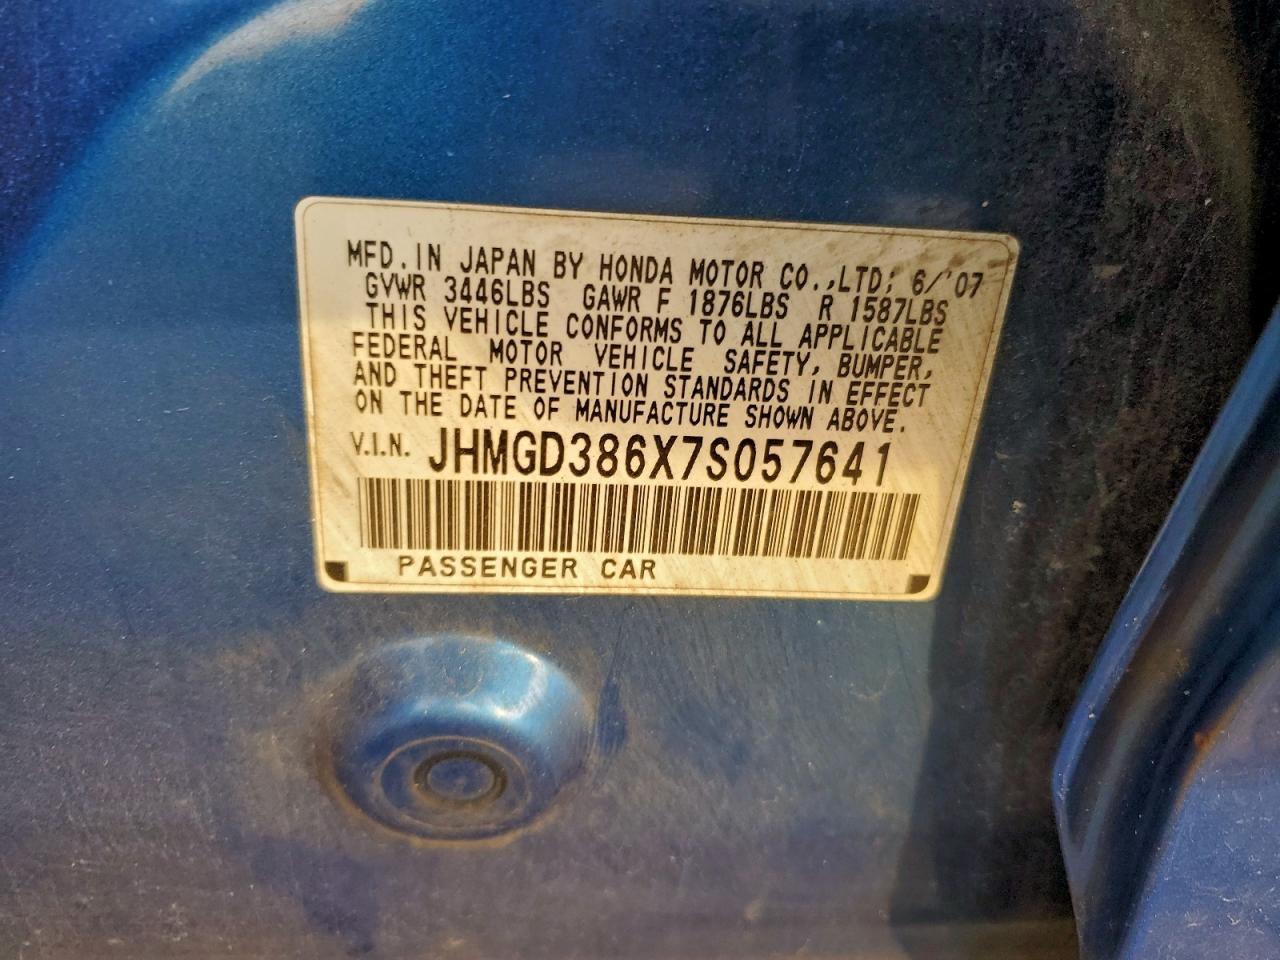 MFD. IN JAPAN BY HONDA MOTOR CO.,LTD; 6/'07
GVWR 3446LBS GAWR F 1876LBS R 1587LBS
THIS VEHICLE CONFORMS TO ALL APPLICABLE
FEDERAL MOTOR VEHICLE SAFETY, BUMPER,
AND THEFT PREVENTION STANDARDS IN EFFECT
ON THE DATE OF MANUFACTURE SHOWN ABOVE.
V.I.N. JHMGD386X7S057641
PASSENGER CAR